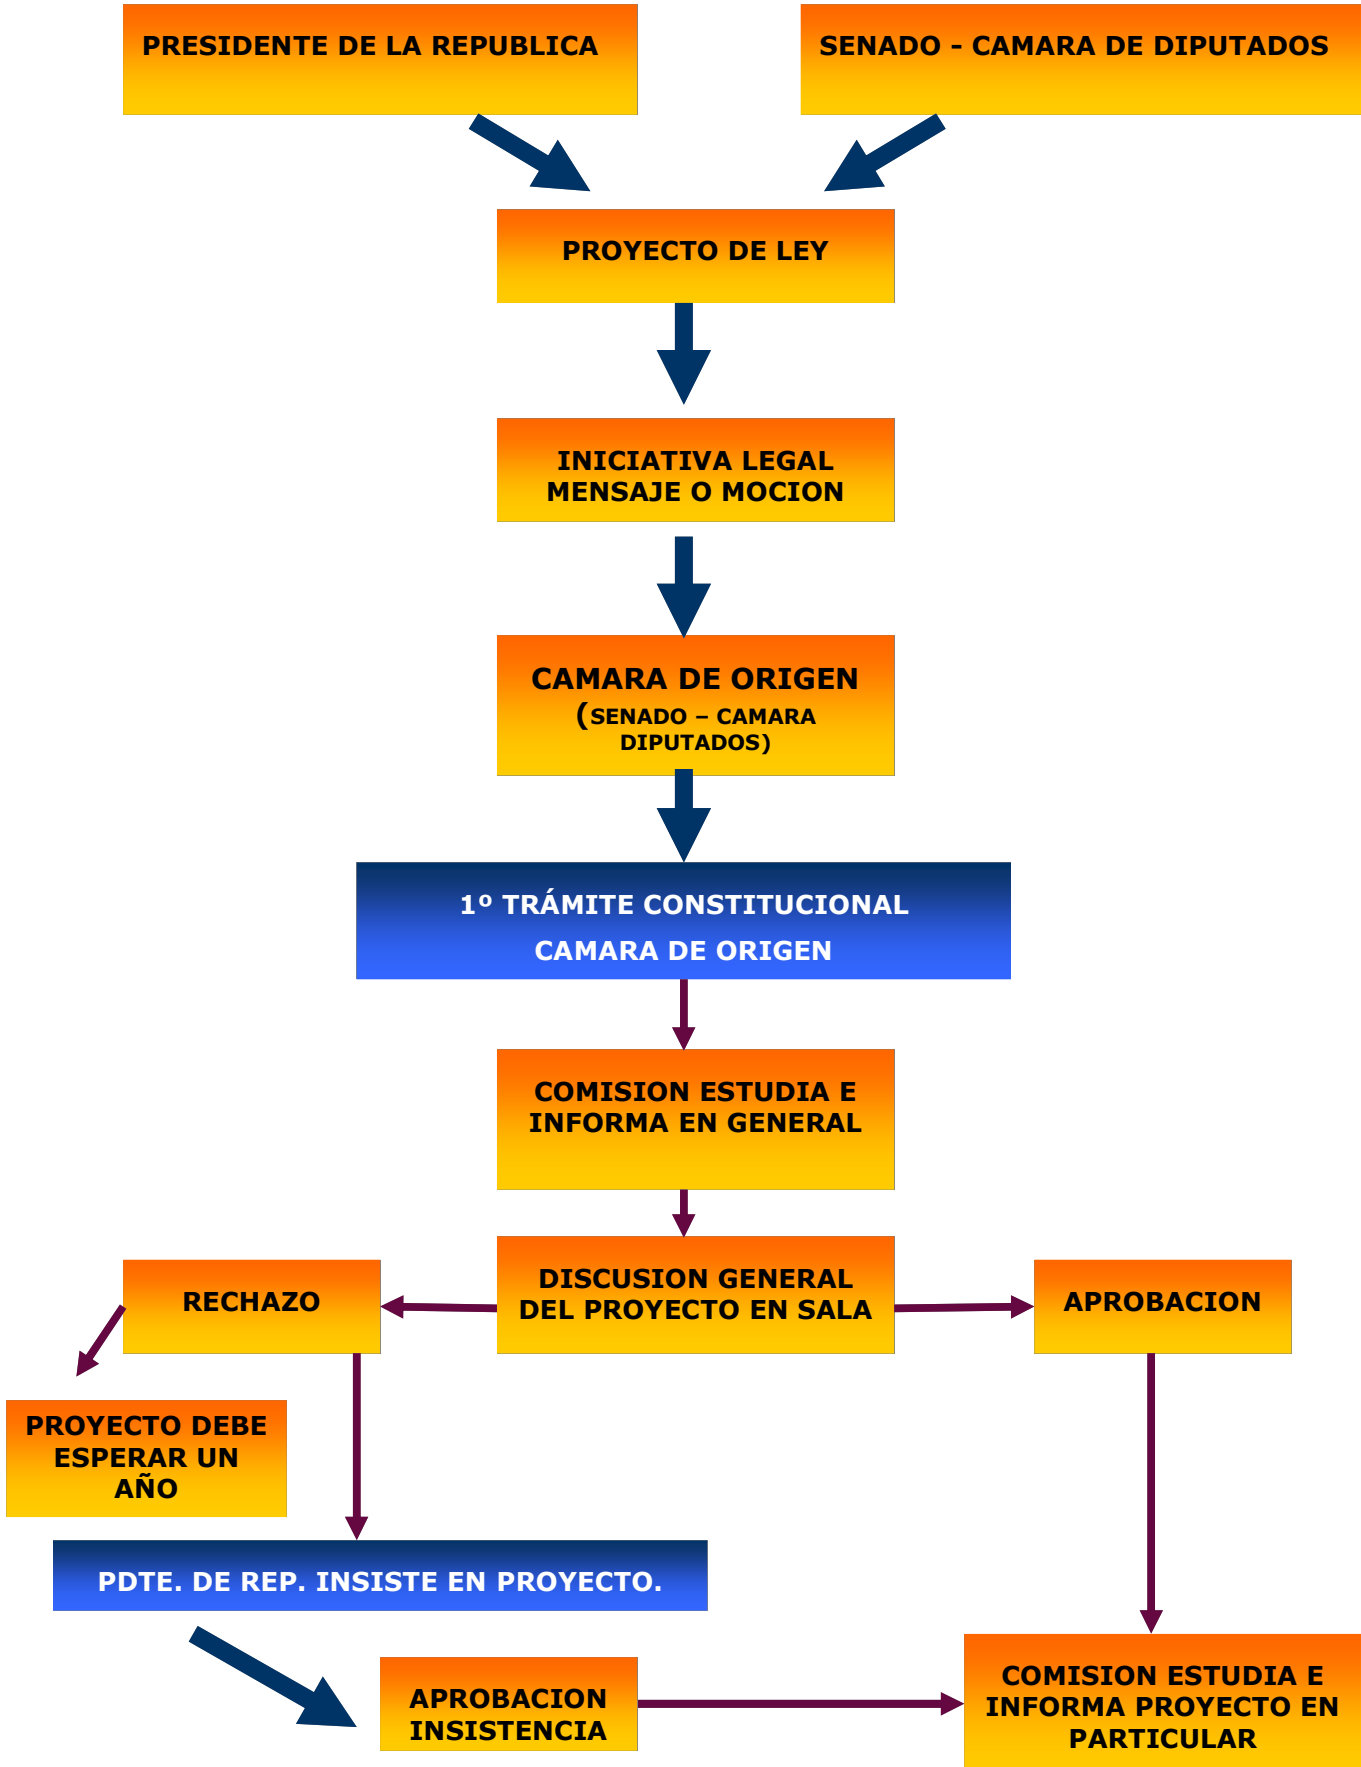 PRESIDENTE DE LA REPUBLICA
SENADO - CAMARA DE DIPUTADOS
PROYECTO DE LEY
INICIATIVA LEGAL
MENSAJE O MOCION
CAMARA DE ORIGEN
(SENADO – CAMARA
DIPUTADOS)
1º TRÁMITE CONSTITUCIONAL
CAMARA DE ORIGEN
COMISION ESTUDIA E
INFORMA EN GENERAL
RECHAZO
DISCUSION GENERAL
DEL PROYECTO EN SALA
APROBACION
PROYECTO DEBE
ESPERAR UN
AÑO
PDTE. DE REP. INSISTE EN PROYECTO.
APROBACION
INSISTENCIA
COMISION ESTUDIA E
INFORMA PROYECTO EN
PARTICULAR